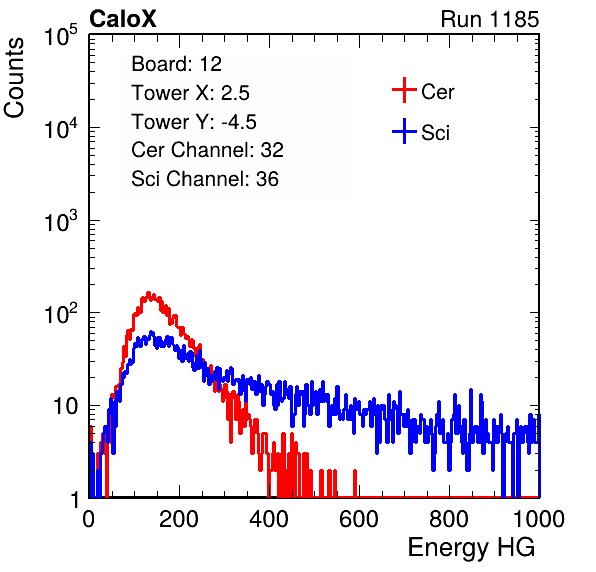 CaloX Run 1185
Counts
Board: 12
Tower X: 2.5
Tower Y: -4.5
Cer Channel: 32
Sci Channel: 36
Cer
Sci
10^5
10^4
10^3
10^2
10
1
0 200 400 600 800 1000
Energy HG